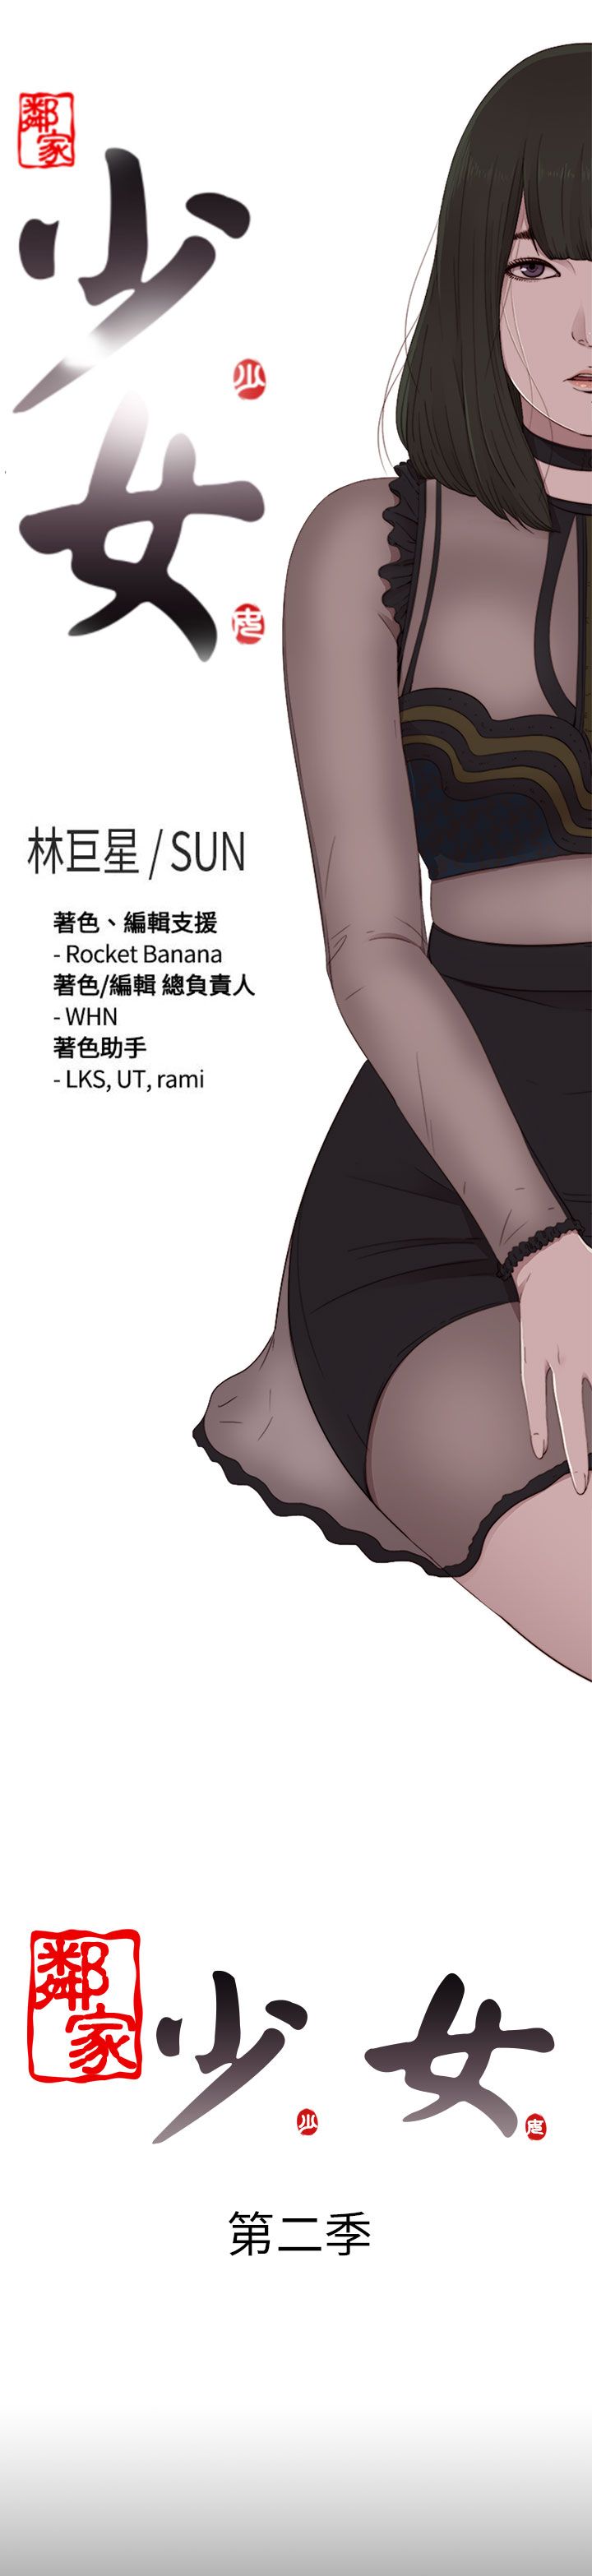 鄰家
少女
林巨星 / SUN
著色、編輯支援
- Rocket Banana
著色/編輯 總負責人
- WHN
著色助手
- LKS, UT, rami
鄰家
少女
第二季